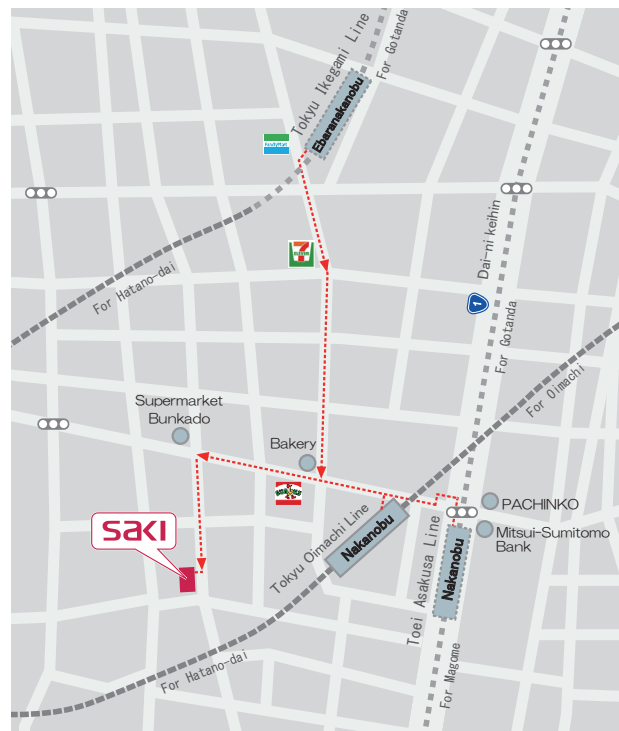 Tokyu Ikegami Line
For Gotanda
Ebaranakanobu
FamilyMart
7
ELEVEN
For Hatano-dai
Dai-ni keihin
1
For Gotanda
For Oimachi
Supermarket
Bunkado
Bakery
PACHINKO
Mitsui-Sumitomo
Bank
saki
Tokyu Oimachi Line
Nakanobu
Toei Asakusa Line
Nakanobu
For Hatano-dai
For Magome